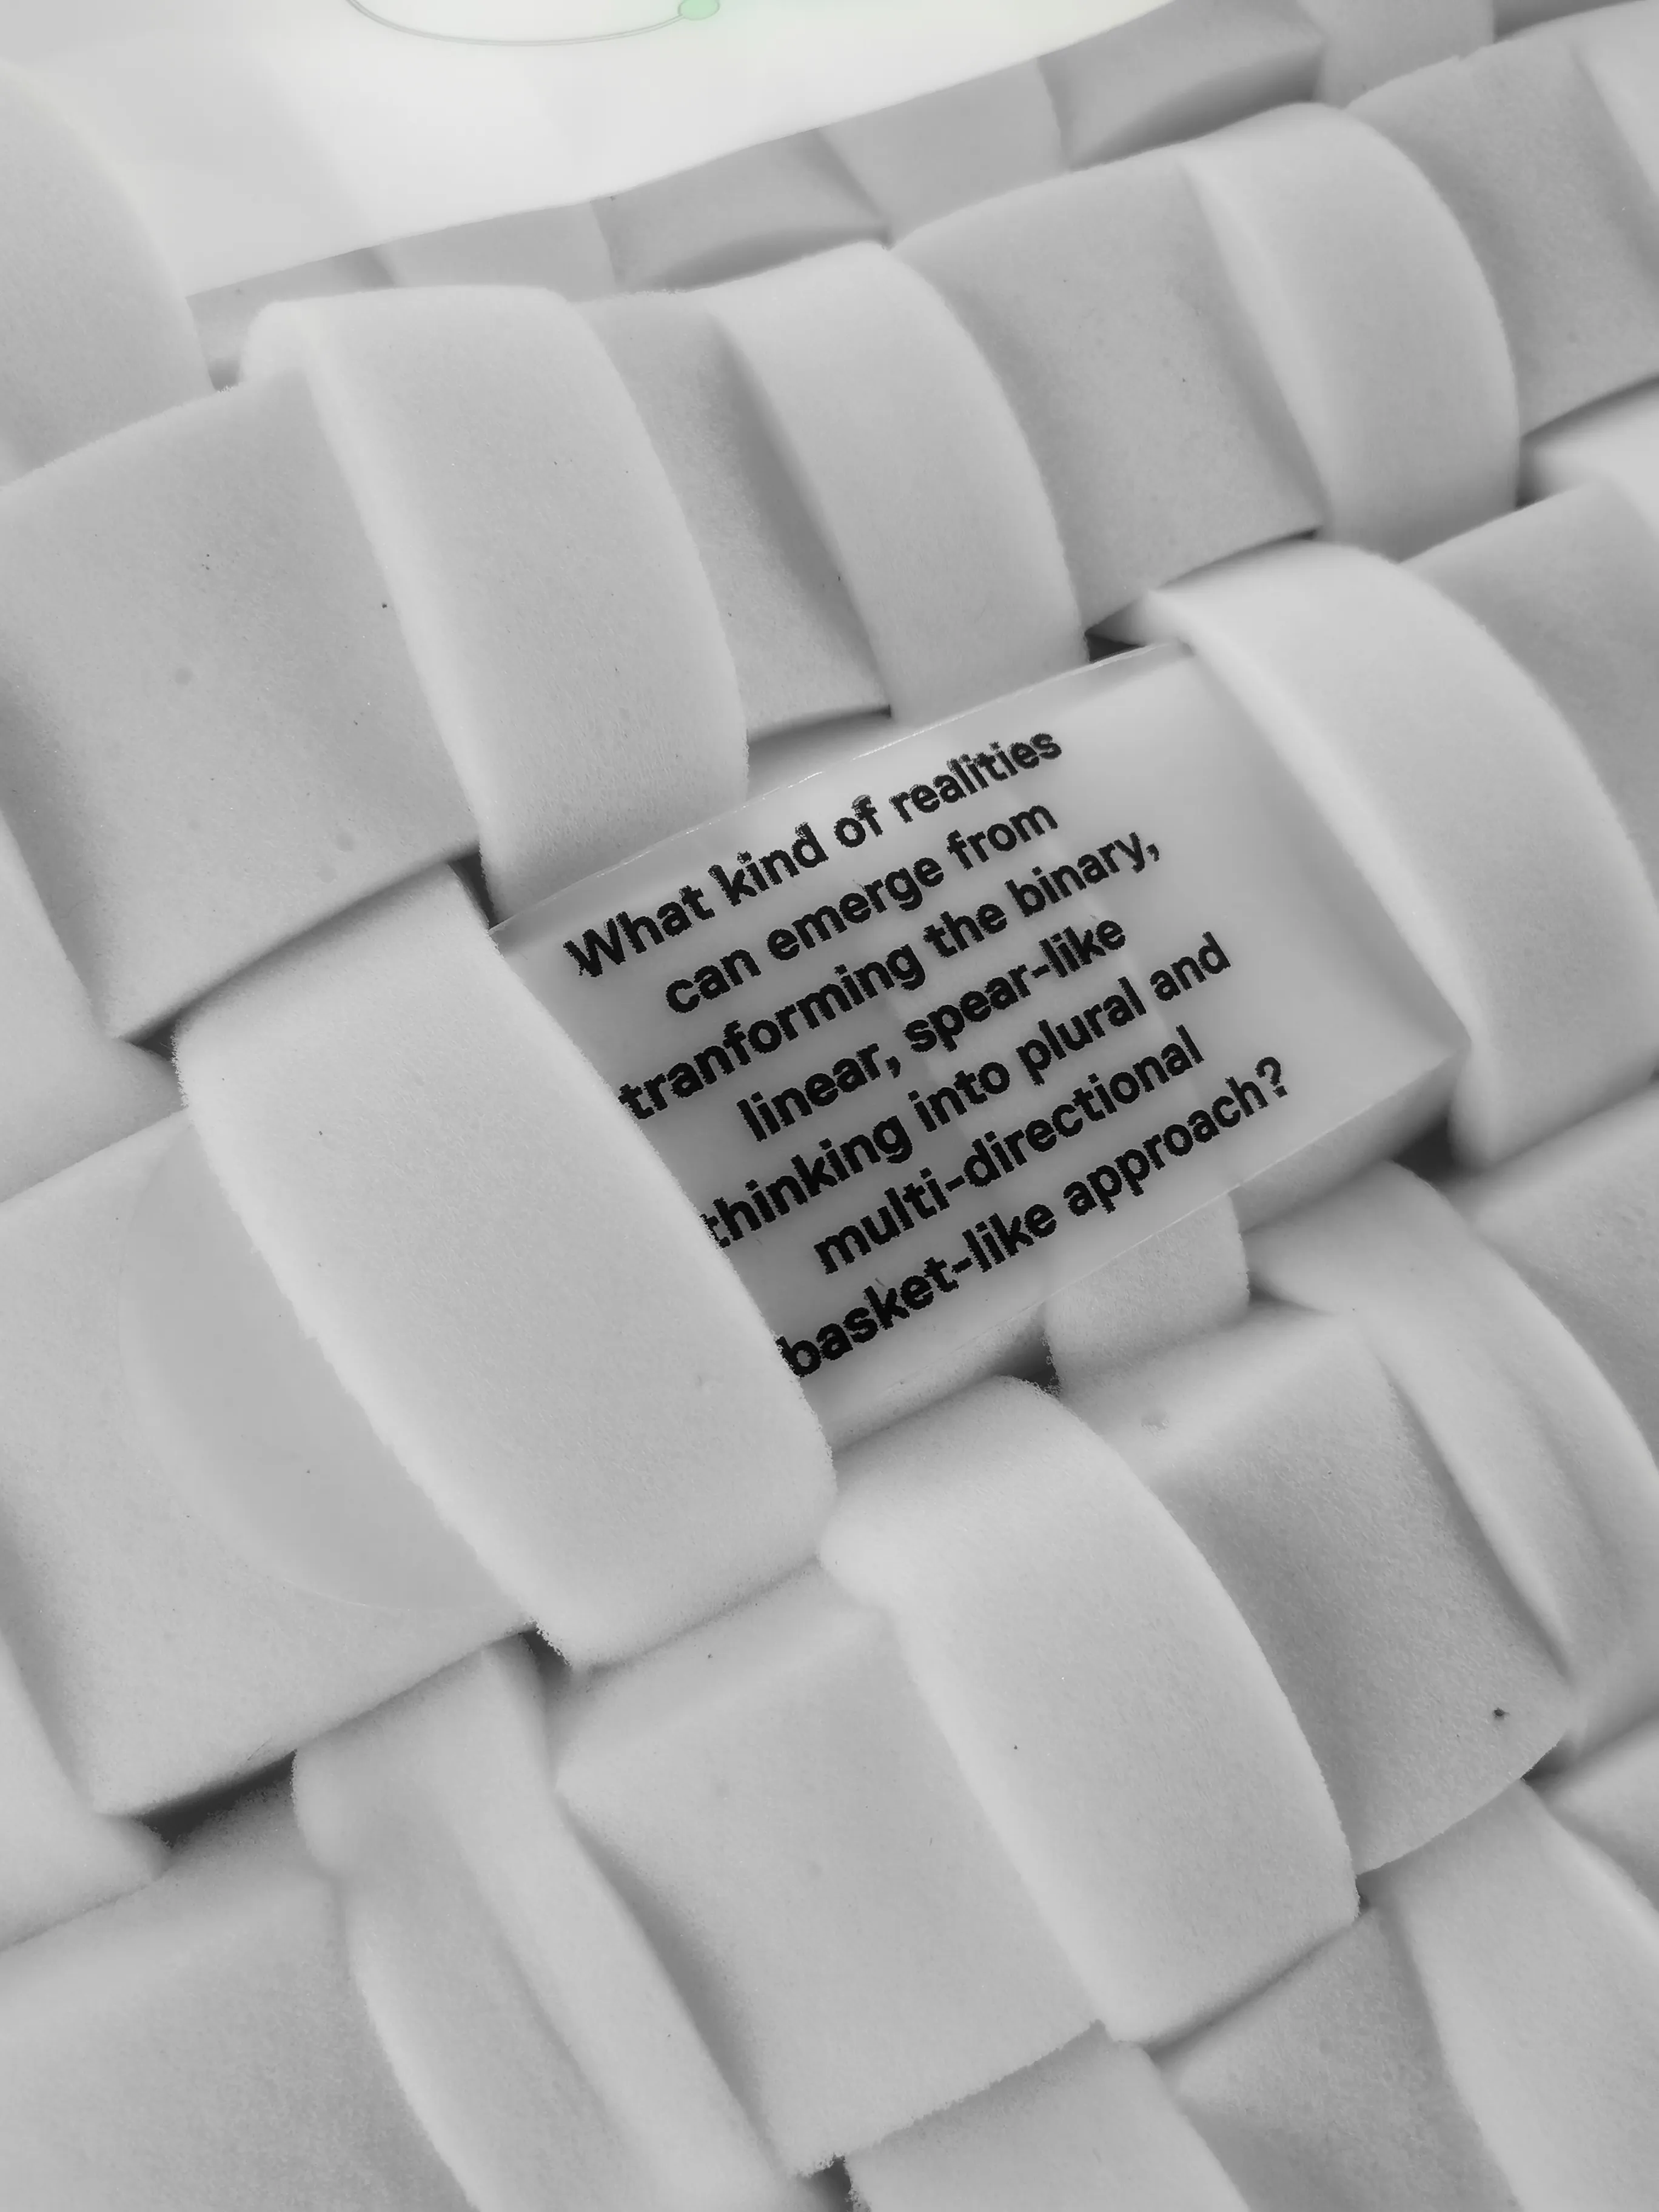 What kind of realities
can emerge from
tranforming the binary,
linear, spear-like
thinking into plural and
multi-directional
basket-like approach?